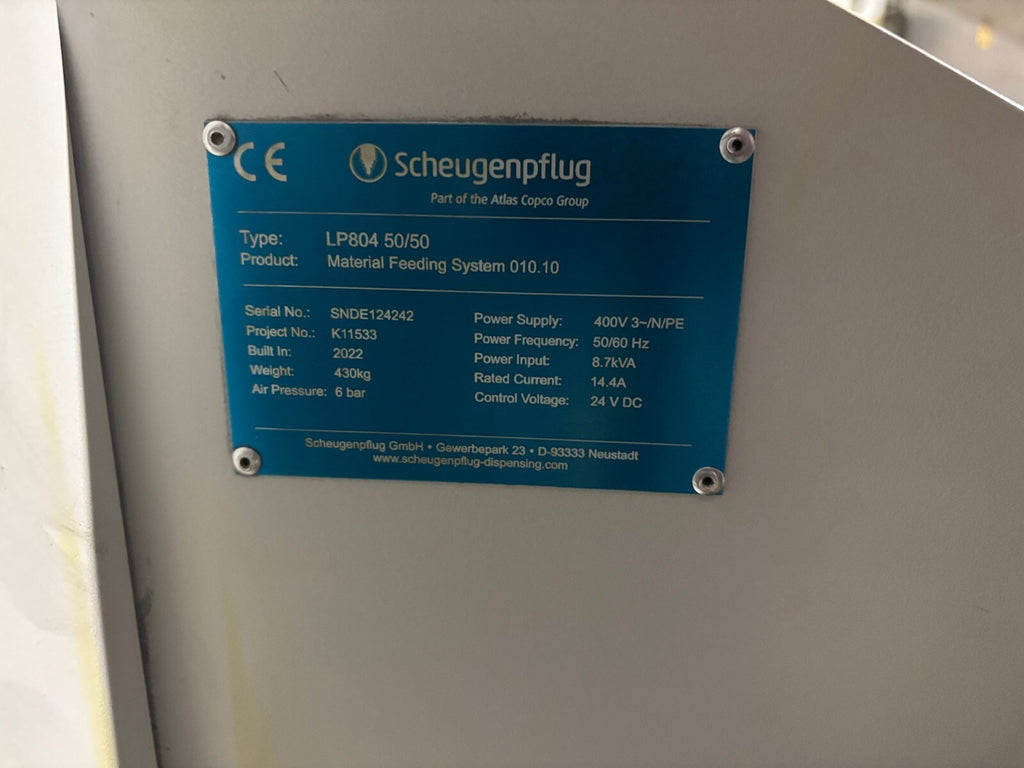 CE
Scheugenpflug
Part of the Atlas Copco Group
Type: LP804 50/50
Product: Material Feeding System 010.10
Serial No.: SNDE124242
Project No.: K11533
Built In: 2022
Weight: 430kg
Air Pressure: 6 bar
Power Supply: 400V 3~/N/PE
Power Frequency: 50/60 Hz
Power Input: 8.7kVA
Rated Current: 14.4A
Control Voltage: 24 V DC
Scheugenpflug GmbH • Gewerbepark 23 • D-93333 Neustadt
www.scheugenpflug-dispensing.com